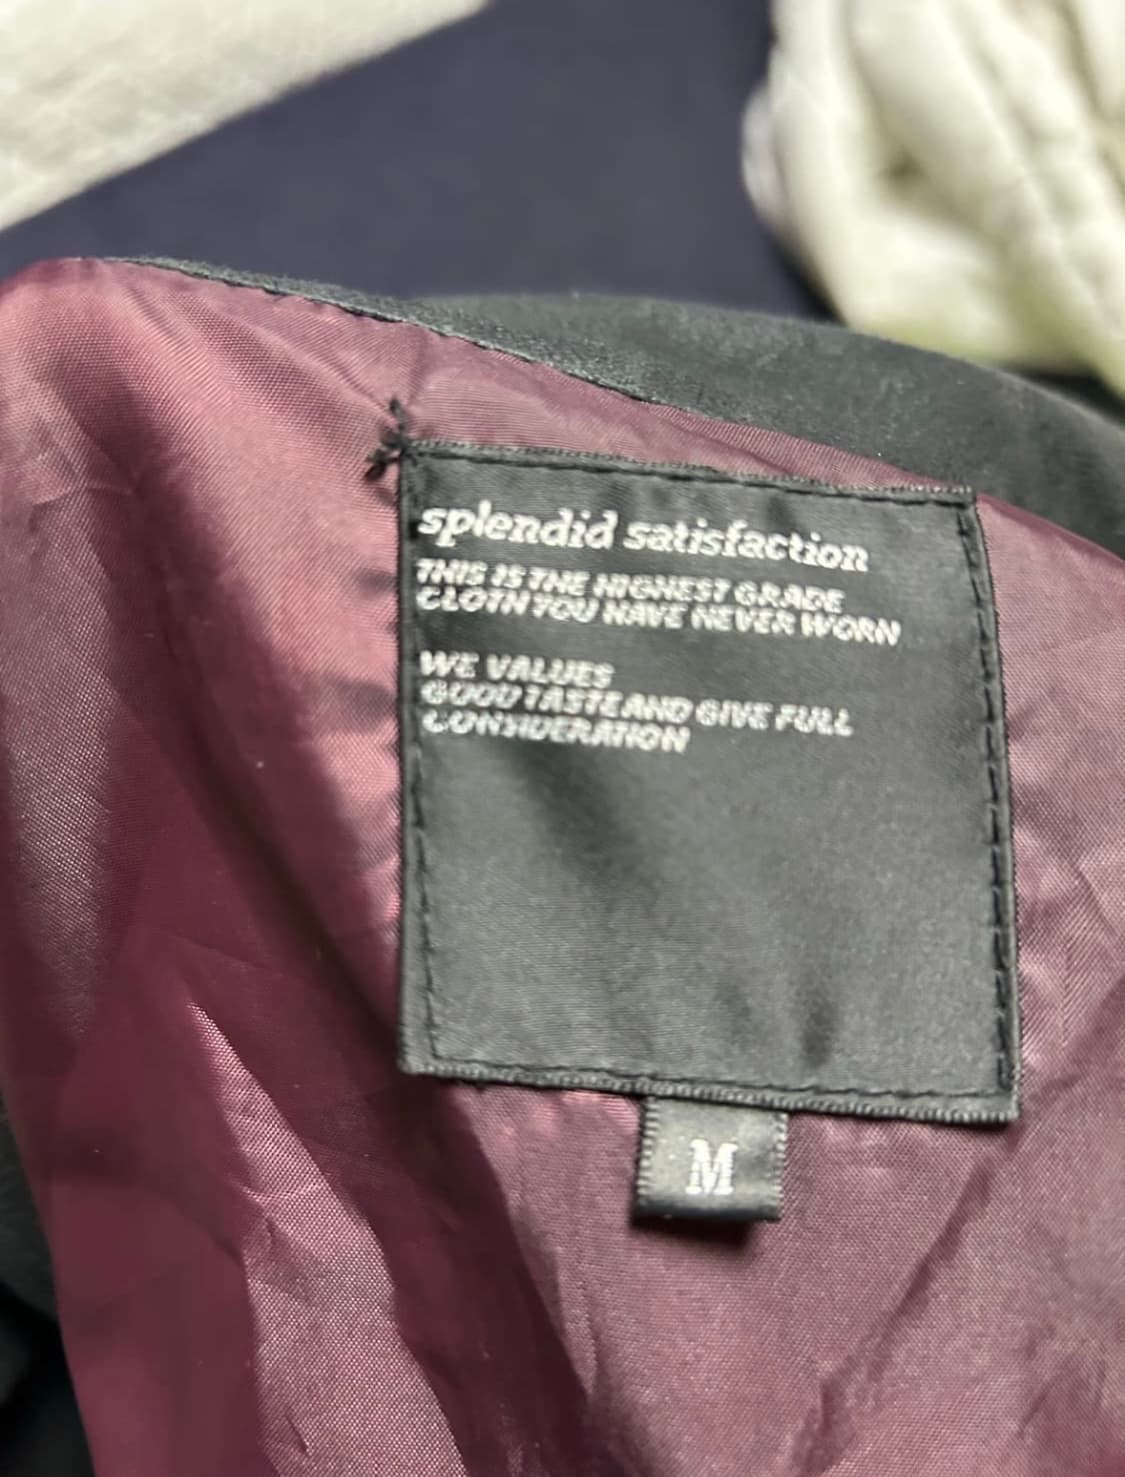 splendid satisfaction
THIS IS THE HIGHEST GRADE
CLOTH YOU HAVE NEVER WORN
WE VALUES
GOOD TASTE AND GIVE FULL
CONSIDERATION
M